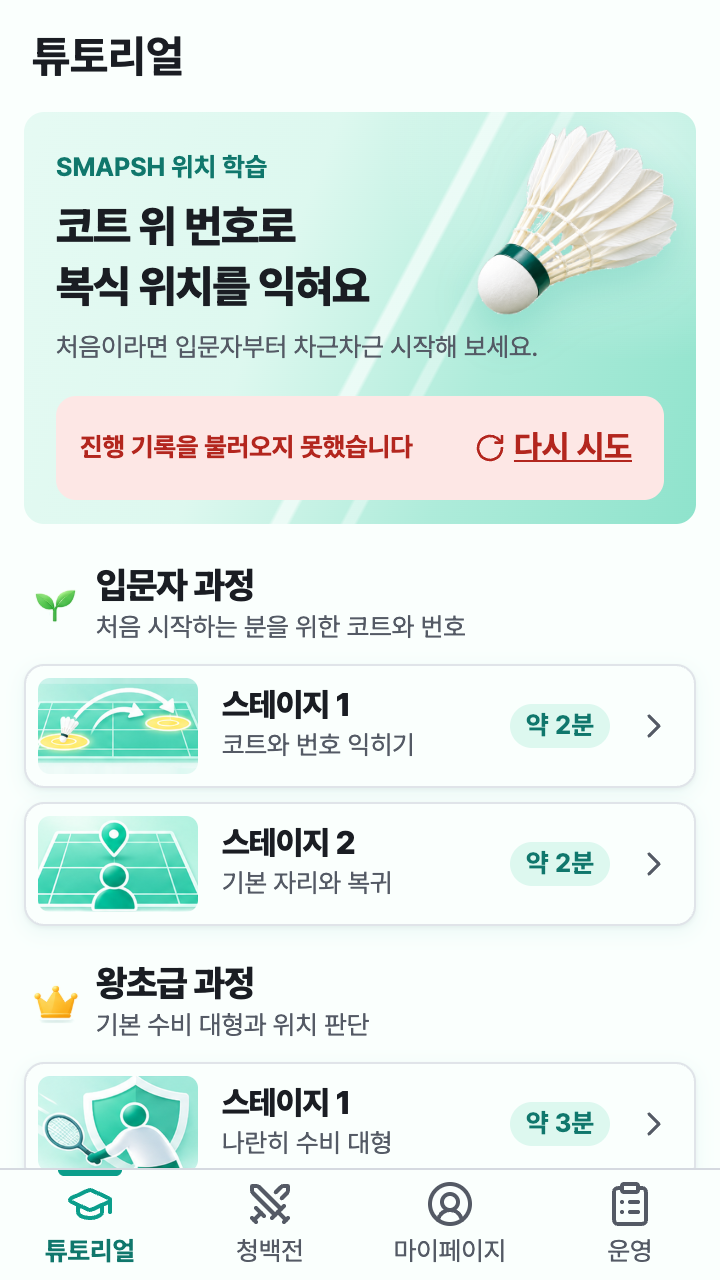 튜토리얼
SMAPSH 위치 학습
코트 위 번호로
복식 위치를 익혀요
처음이라면 입문자부터 차근차근 시작해 보세요.
진행 기록을 불러오지 못했습니다
다시 시도
입문자 과정
처음 시작하는 분을 위한 코트와 번호
스테이지 1
코트와 번호 익히기
약 2분
스테이지 2
기본 자리와 복귀
약 2분
왕초급 과정
기본 수비 대형과 위치 판단
스테이지 1
나란히 수비 대형
약 3분
튜토리얼
청백전
마이페이지
운영